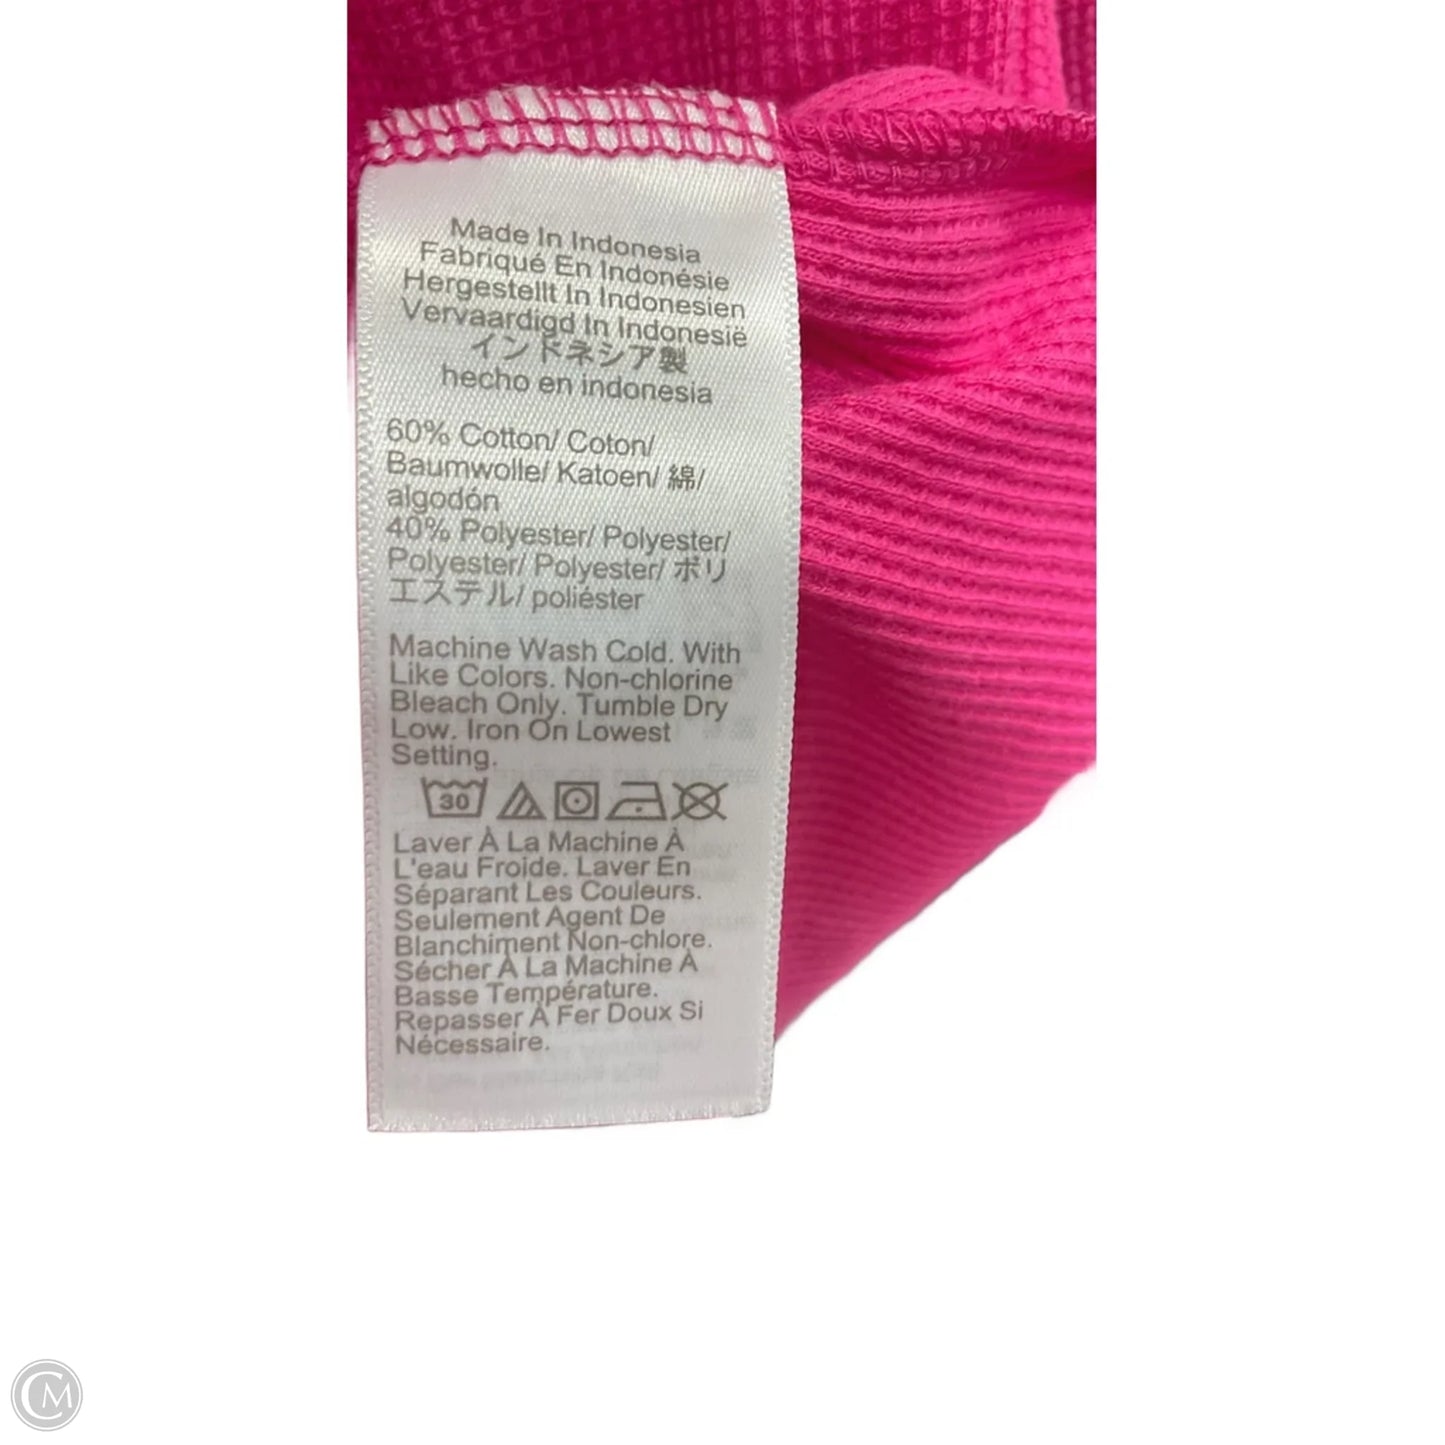 Made In Indonesia
Fabriqué En Indonésie
Hergestellt In Indonesien
Vervaardigd In Indonesië
インドネシア製
hecho en indonesia
60% Cotton/ Coton/
Baumwolle/ Katoen/ 綿/
algodón
40% Polyester/ Polyester/
Polyester/ Polyester/ ポリ
エステル/ poliéster
Machine Wash Cold. With
Like Colors. Non-chlorine
Bleach Only. Tumble Dry
Low. Iron On Lowest
Setting.
30
Laver À La Machine À
L'eau Froide. Laver En
Séparant Les Couleurs.
Seulement Agent De
Blanchiment Non-chlore.
Sécher À La Machine À
Basse Température.
Repasser À Fer Doux Si
Nécessaire.
CM